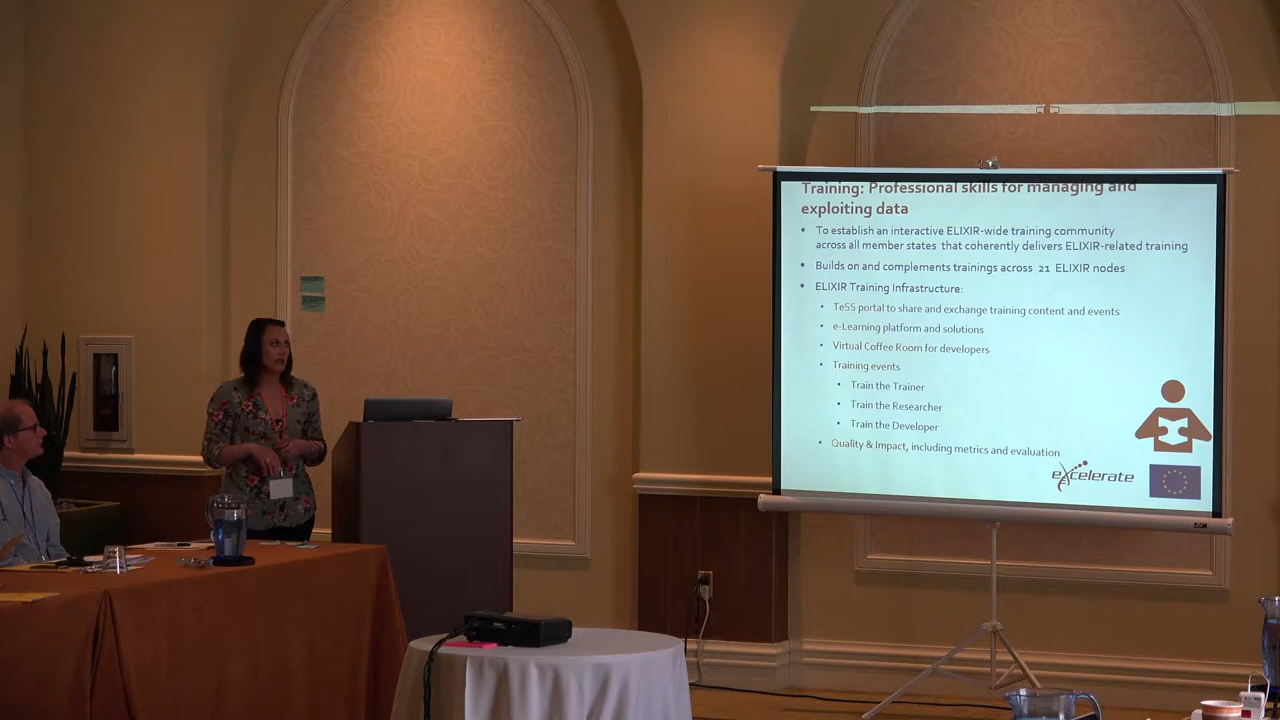 Training: Professional skills for managing and
exploiting data
• To establish an interactive ELIXIR-wide training community
across all member states that coherently delivers ELIXIR-related training
• Builds on and complements trainings across 21 ELIXIR nodes
• ELIXIR Training Infrastructure:
• TeSS portal to share and exchange training content and events
• e-Learning platform and solutions
• Virtual Coffee Room for developers
• Training events
• Train the Trainer
• Train the Researcher
• Train the Developer
• Quality & Impact, including metrics and evaluation
excelerate